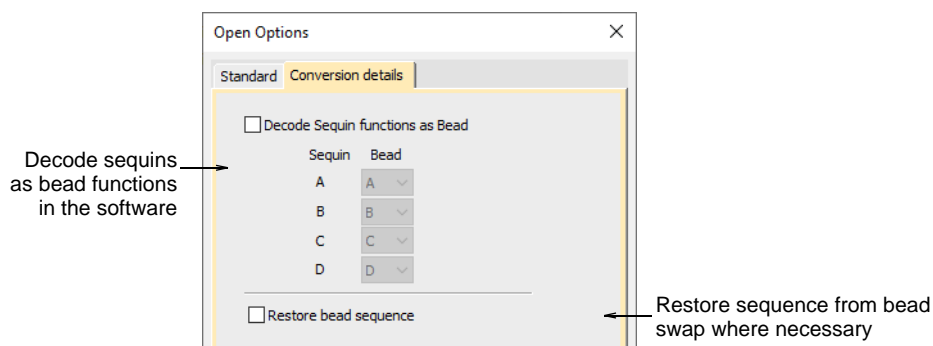 Open Options
Standard Conversion details
Decode Sequin functions as Bead
Sequin Bead
A A
B B
C C
D D
Restore bead sequence
Decode sequins
as bead functions
in the software
Restore sequence from bead
swap where necessary